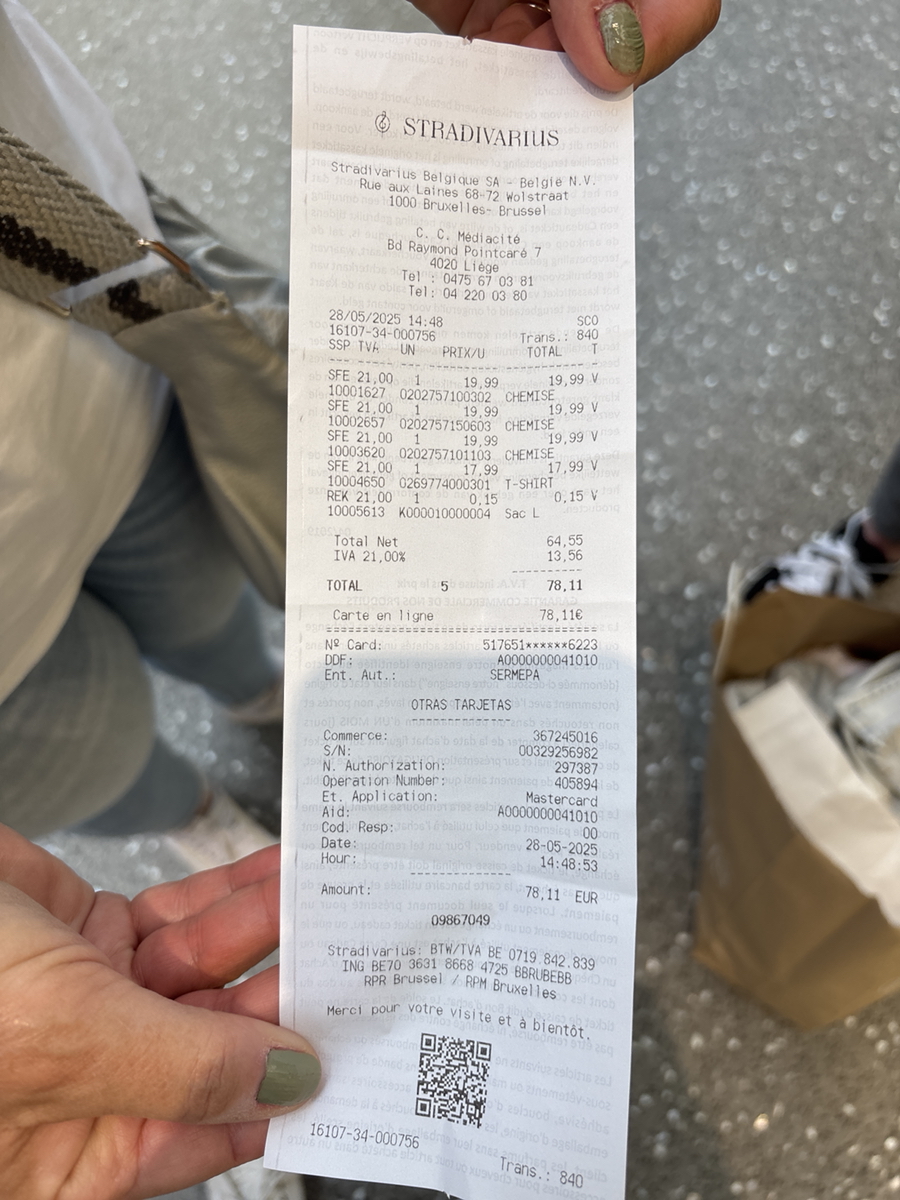 STRADIVARIUS
Stradivarius Belgique SA - België N.V.
Rue aux Laines 68-72 Wolstraat
1000 Bruxelles- Brussel
C. C. Médiacité
Bd Raymond Pointcaré 7
4020 Liège
Tel : 0475 67 03 81
Tel: 04 220 03 80
28/05/2025 14:48 SCO
16107-34-000756 Trans.: 840
SSP TVA UN PRIX/U TOTAL T
SFE 21,00 1 19,99 19,99 V
10001627 0202757100302 CHEMISE
SFE 21,00 1 19,99 19,99 V
10002657 0202757150603 CHEMISE
SFE 21,00 1 19,99 19,99 V
10003620 0202757101103 CHEMISE
SFE 21,00 1 17,99 17,99 V
10004650 0269774000301 T-SHIRT
REK 21,00 1 0,15 0,15 V
10005613 K000010000004 Sac L
Total Net 64,55
IVA 21,00% 13,56
TOTAL 5 78,11
Carte en ligne 78,11€
Nº Card: 517651******6223
DDF: A0000000041010
Ent. Aut.: SERMEPA
OTRAS TARJETAS
Commerce: 367245016
S/N: 00329256982
N. Authorization: 297387
Operation Number: 405894
Et. Application: Mastercard
Aid: A0000000041010
Cod. Resp: 00
Date: 28-05-2025
Hour: 14:48:53
Amount: 78,11 EUR
09867049
Stradivarius: BTW/TVA BE 0719.842.839
ING BE70 3631 8668 4725 BBRUBEBB
RPR Brussel / RPM Bruxelles
Merci pour votre visite et à bientôt.
16107-34-000756
Trans.: 840